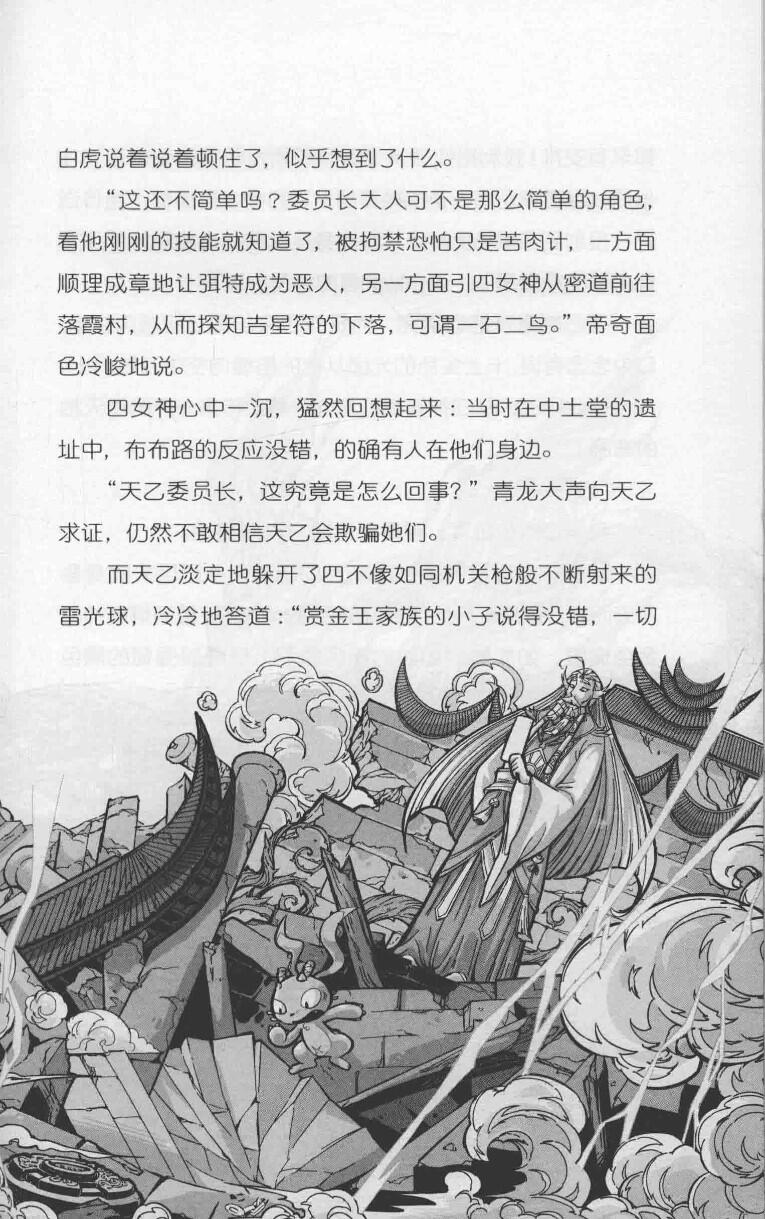 白虎说着说着顿住了，似乎想到了什么。
“这还不简单吗？委员长大人可不是那么简单的角色，
看他刚刚的技能就知道了，被拘禁恐怕只是苦肉计，一方面
顺理成章地让弭特成为恶人，另一方面引四女神从密道前往
落霞村，从而探知吉星符的下落，可谓一石二鸟。”帝奇面
色冷峻地说。
四女神心中一沉，猛然回想起来：当时在中土堂的遗
址中，布布路的反应没错，的确有人在他们身边。
“天乙委员长，这究竟是怎么回事？”青龙大声向天乙
求证，仍然不敢相信天乙会欺骗她们。
而天乙淡定地躲开了四不像如同机关枪般不断射来的
雷光球，冷冷地答道：“赏金王家族的小子说得没错，一切